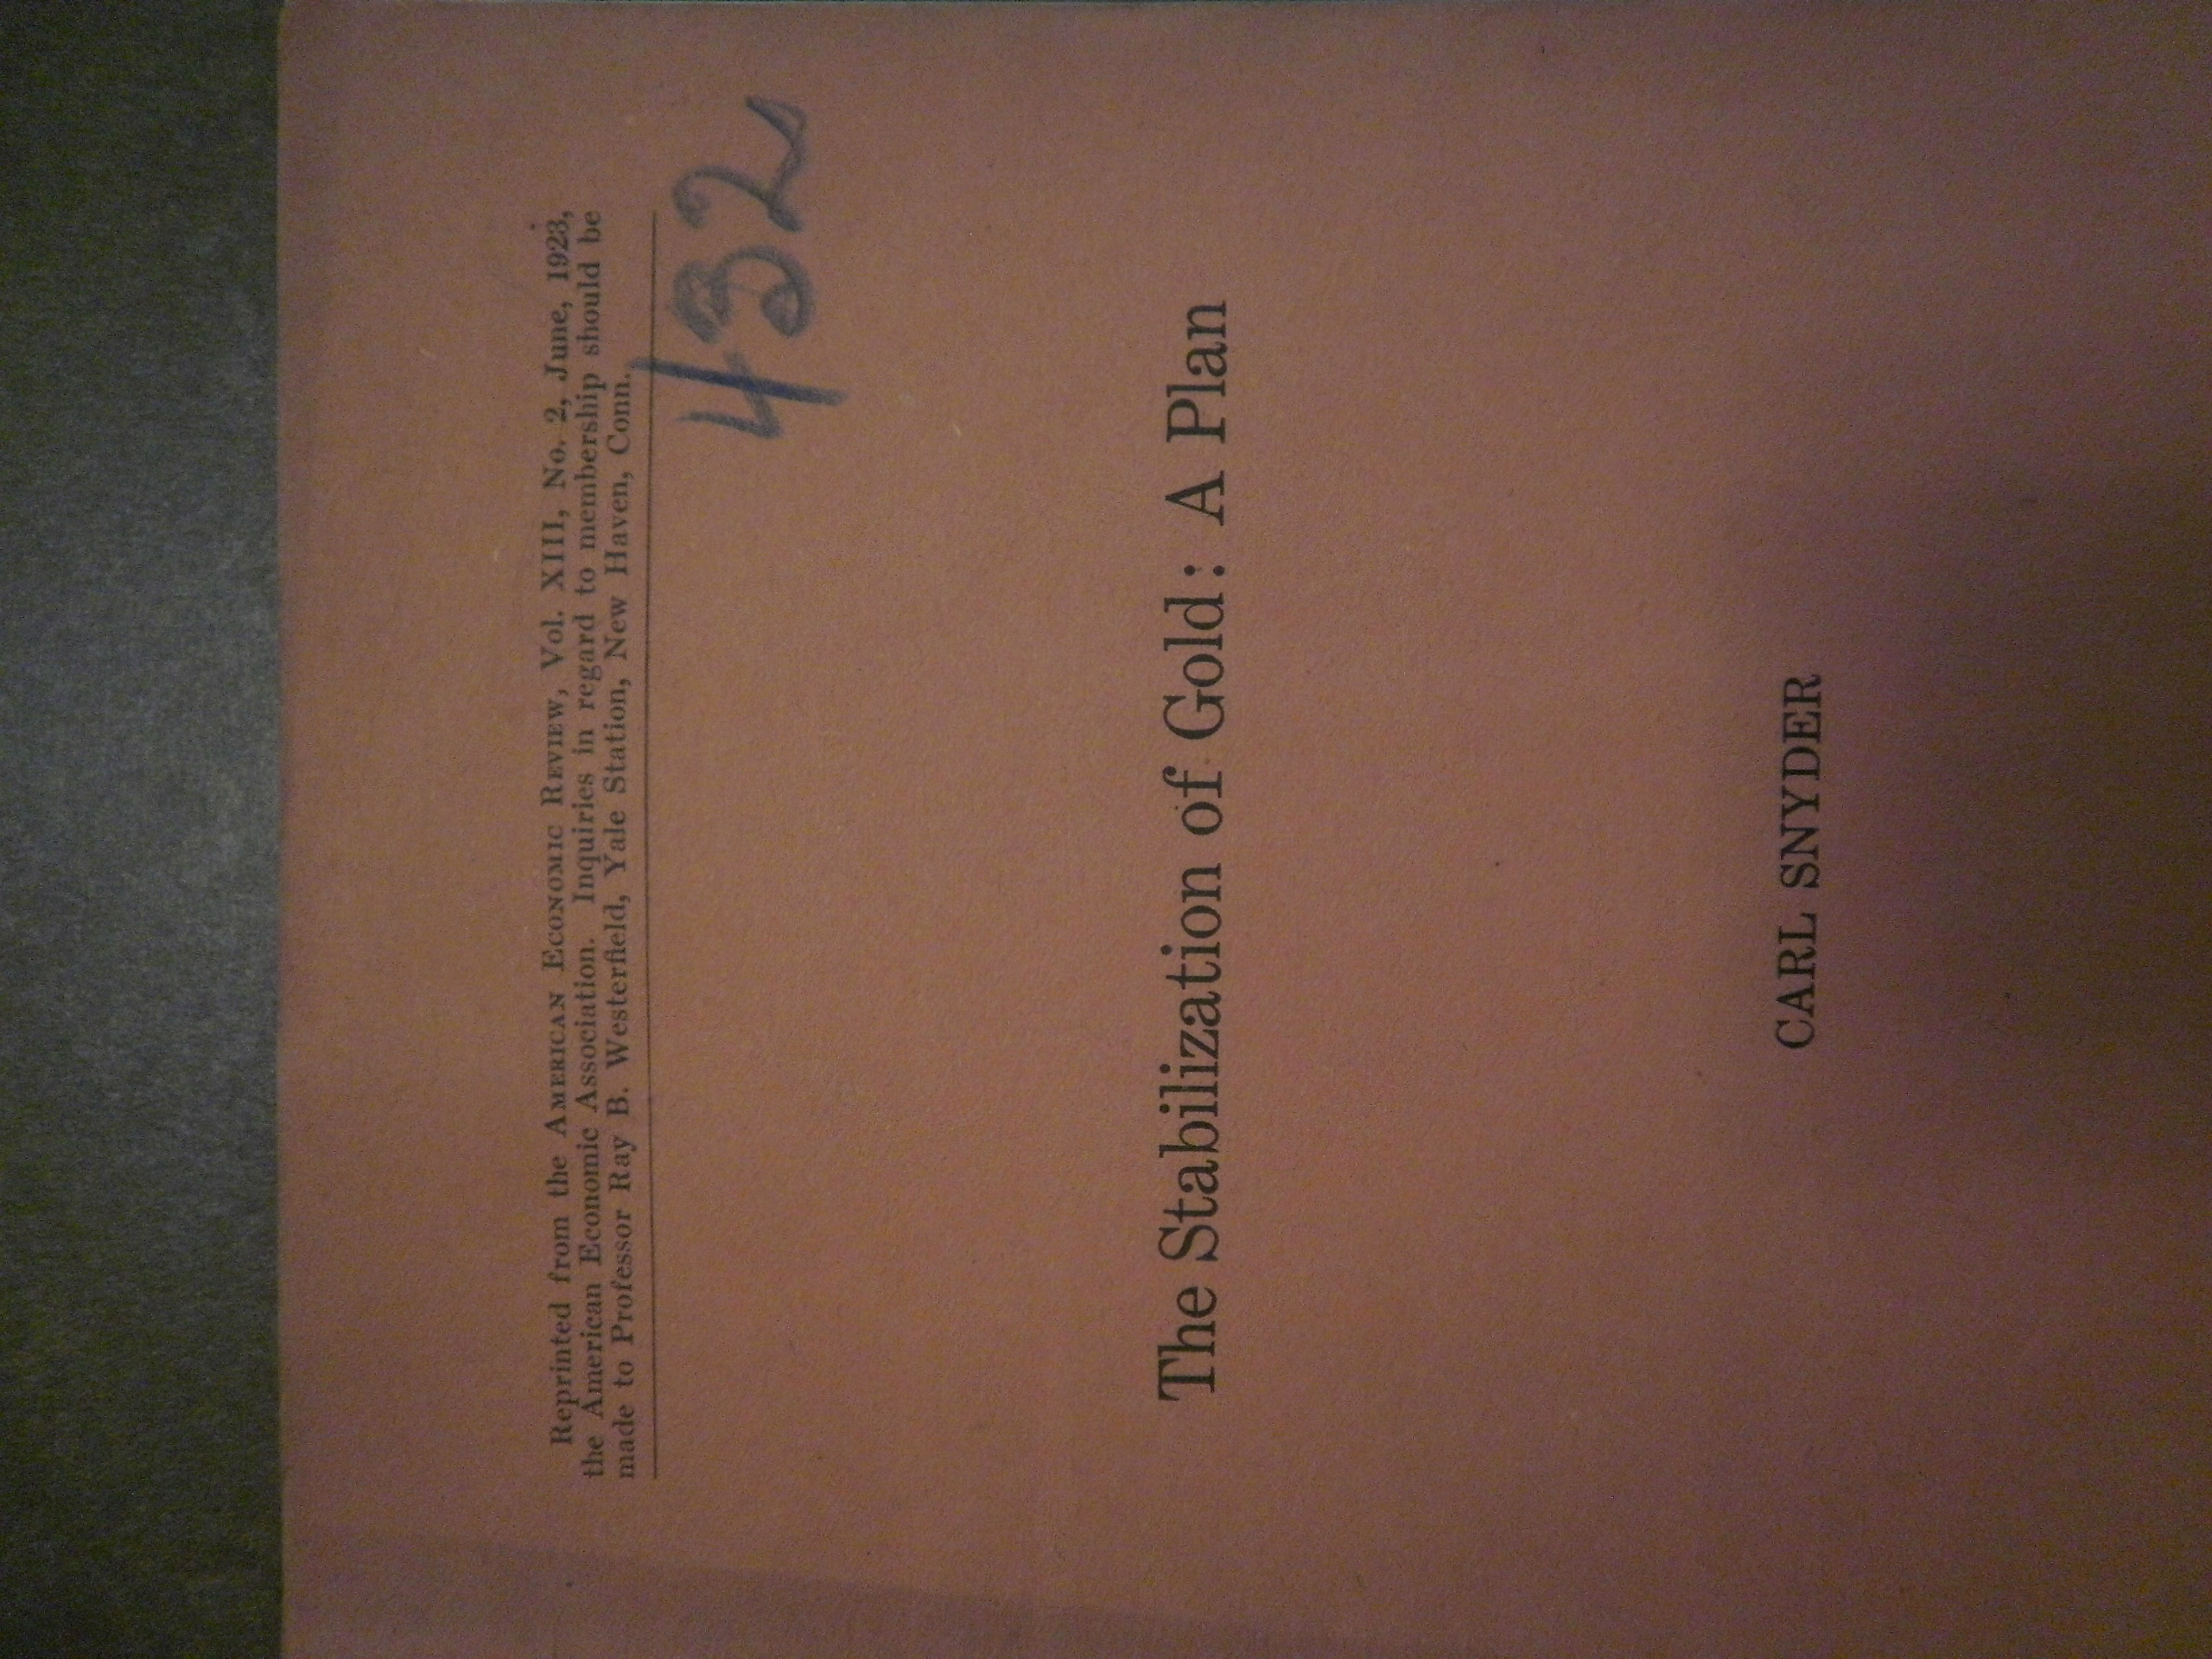 Reprinted from the AMERICAN ECONOMIC REVIEW, Vol. XIII, No. 2, June, 1923,
the American Economic Association. Inquiries in regard to membership should be
made to Professor Ray B. Westerfield, Yale Station, New Haven, Conn.
432
The Stabilization of Gold: A Plan
CARL SNYDER